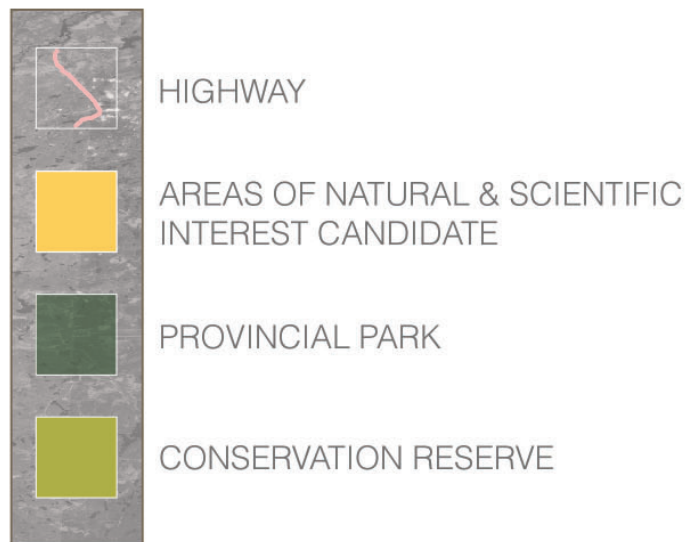 HIGHWAY
AREAS OF NATURAL & SCIENTIFIC
INTEREST CANDIDATE
PROVINCIAL PARK
CONSERVATION RESERVE